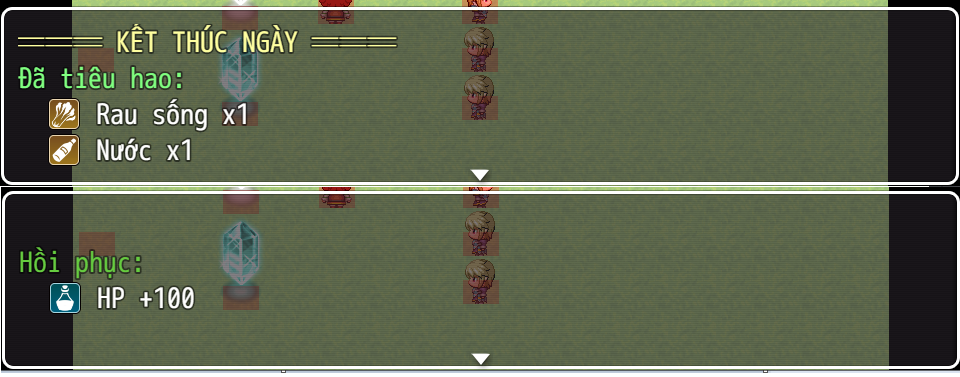 ═════ KẾT THÚC NGÀY ═════
Đã tiêu hao:
Rau sống x1
Nước x1
Hồi phục:
HP +100